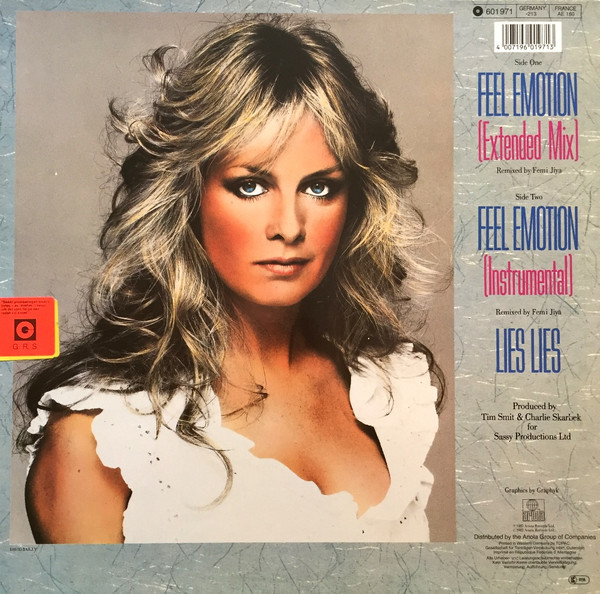 601971
GERMANY
-213
FRANCE
AE 180
4 007196 019713
Side One
FEEL EMOTION
(Extended Mix)
Remixed by Femi Jiya
Side Two
FEEL EMOTION
(Instrumental)
Remixed by Femi Jiya
LIES LIES
Produced by
Tim Smit & Charlie Skarbek
for
Sassy Productions Ltd
Graphics by Graphyk
ariola
Distributed by the Ariola Group of Companies
G
G. R. S.